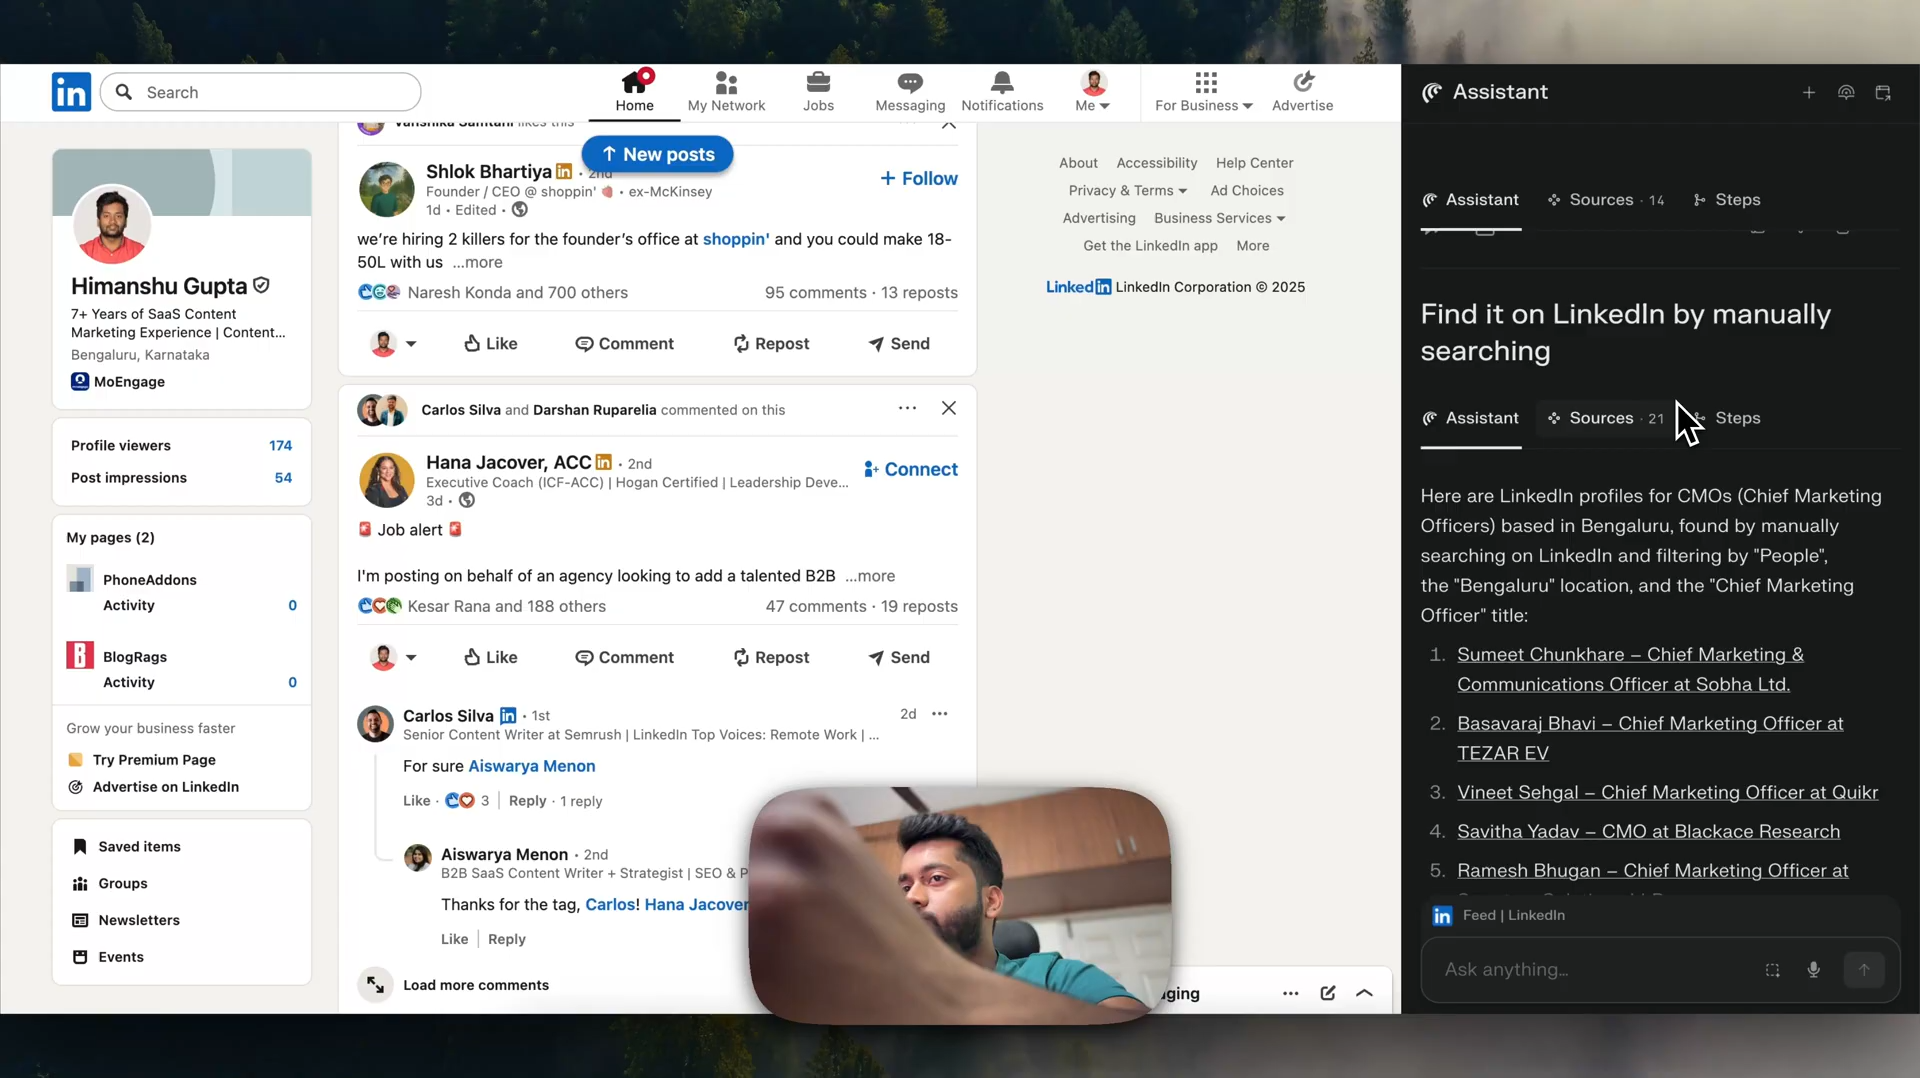 in
Search
Home
My Network
Jobs
Messaging
Notifications
Me
For Business
Advertise
Himanshu Gupta
7+ Years of SaaS Content
Marketing Experience | Content...
Bengaluru, Karnataka
MoEngage
Profile viewers 174
Post impressions 54
My pages (2)
PhoneAddons
Activity 0
B
BlogRags
Activity 0
Grow your business faster
Try Premium Page
Advertise on LinkedIn
Saved items
Groups
Newsletters
Events
Vanshika Samtani likes this
↑ New posts
Shlok Bhartiya in • 2nd
Founder / CEO @ shoppin' • ex-McKinsey
1d • Edited •
+ Follow
we're hiring 2 killers for the founder's office at shoppin' and you could make 18-
50L with us ...more
Naresh Konda and 700 others
95 comments · 13 reposts
Like
Comment
Repost
Send
Carlos Silva and Darshan Ruparelia commented on this
Hana Jacover, ACC in • 2nd
Executive Coach (ICF-ACC) | Hogan Certified | Leadership Deve...
3d •
Connect
Job alert
I'm posting on behalf of an agency looking to add a talented B2B ...more
Kesar Rana and 188 others
47 comments · 19 reposts
Like
Comment
Repost
Send
Carlos Silva in • 1st
2d
Senior Content Writer at Semrush | LinkedIn Top Voices: Remote Work | ...
For sure Aiswarya Menon
Like · 3 | Reply · 1 reply
Aiswarya Menon • 2nd
B2B SaaS Content Writer + Strategist | SEO & P
Thanks for the tag, Carlos! Hana Jacover
Like | Reply
Load more comments
About Accessibility Help Center
Privacy & Terms Ad Choices
Advertising Business Services
Get the LinkedIn app More
Linkedin LinkedIn Corporation © 2025
ging
Assistant
Assistant Sources · 14 Steps
Find it on LinkedIn by manually
searching
Assistant Sources · 21 Steps
Here are LinkedIn profiles for CMOs (Chief Marketing
Officers) based in Bengaluru, found by manually
searching on LinkedIn and filtering by "People",
the "Bengaluru" location, and the "Chief Marketing
Officer" title:
1. Sumeet Chunkhare – Chief Marketing &
Communications Officer at Sobha Ltd.
2. Basavaraj Bhavi – Chief Marketing Officer at
TEZAR EV
3. Vineet Sehgal – Chief Marketing Officer at Quikr
4. Savitha Yadav – CMO at Blackace Research
5. Ramesh Bhugan – Chief Marketing Officer at
in Feed | LinkedIn
Ask anything...